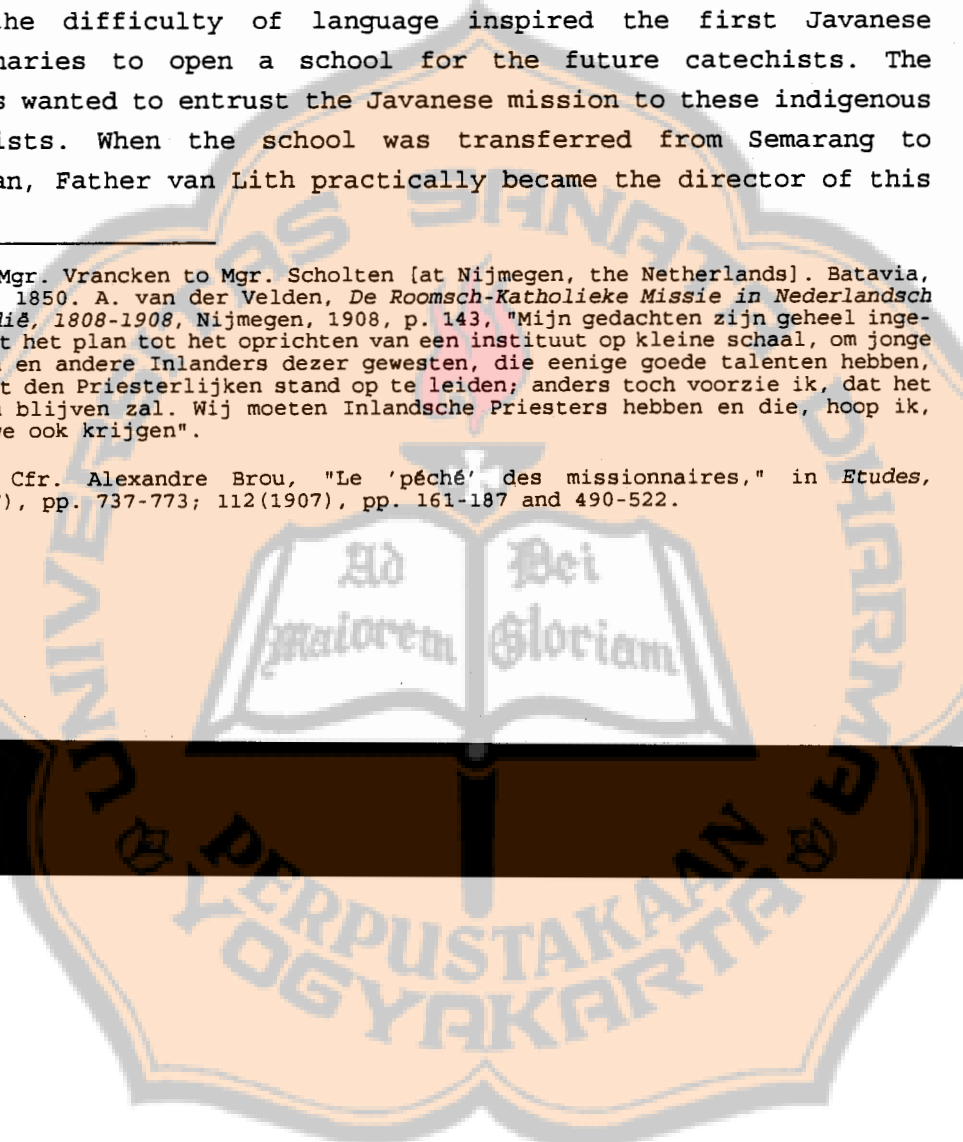 the difficulty of language inspired the first Javanese
naries to open a school for the future catechists. The
s wanted to entrust the Javanese mission to these indigenous
ists. When the school was transferred from Semarang to
an, Father van Lith practically became the director of this
Mgr. Vrancken to Mgr. Scholten [at Nijmegen, the Netherlands]. Batavia,
1850. A. van der Velden, De Roomsch-Katholieke Missie in Nederlandsch
dië, 1808-1908, Nijmegen, 1908, p. 143, "Mijn gedachten zijn geheel inge-
t het plan tot het oprichten van een instituut op kleine schaal, om jonge
en andere Inlanders dezer gewesten, die eenige goede talenten hebben,
t den Priesterlijken stand op te leiden; anders toch voorzie ik, dat het
blijven zal. Wij moeten Inlandsche Priesters hebben en die, hoop ik,
we ook krijgen".
Cfr. Alexandre Brou, "Le 'péché' des missionnaires," in Etudes,
), pp. 737-773; 112(1907), pp. 161-187 and 490-522.
UNIVERSITAS SANATA DHARMA
Ad Dei
maiorem Gloriam
PERPUSTAKAAN
YOGYAKARTA